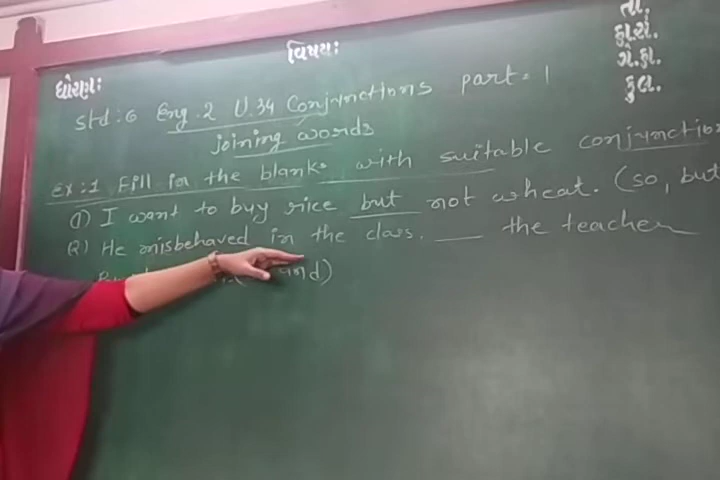 તા.
વિષય:
ફા.સં.
ધોરણ:
ગે.હા.
કુલ.
Std: 6 Eng. 2 U.34 Conjunctions part-1
joining words
Ex:1 Fill in the blanks with suitable conjunctio
(1) I want to buy rice but not wheat. (so, but
(2) He misbehaved in the class. ___ the teacher
and)